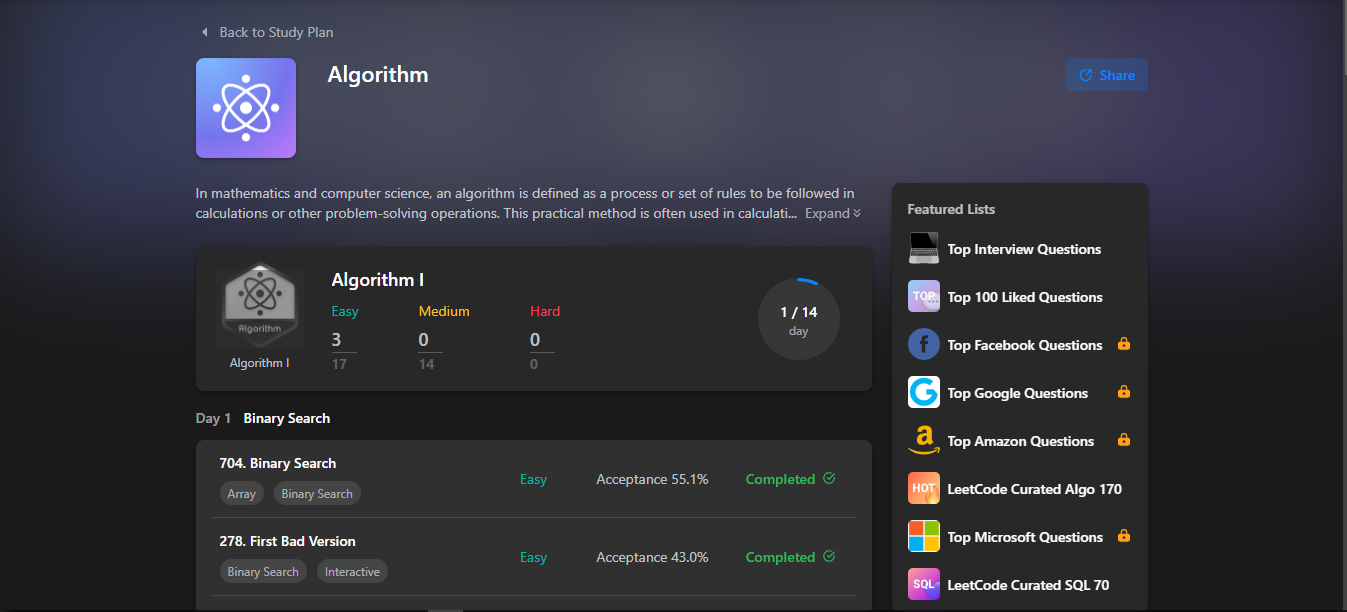 Back to Study Plan
Algorithm
Share
In mathematics and computer science, an algorithm is defined as a process or set of rules to be followed in
calculations or other problem-solving operations. This practical method is often used in calculati... Expand
Algorithm
Algorithm I
Algorithm I
Easy Medium Hard
3 0 0
17 14 0
1 / 14
day
Day 1 Binary Search
704. Binary Search
Array Binary Search
Easy Acceptance 55.1% Completed
278. First Bad Version
Binary Search Interactive
Easy Acceptance 43.0% Completed
Featured Lists
Top Interview Questions
TOP Top 100 Liked Questions
f Top Facebook Questions
G Top Google Questions
a Top Amazon Questions
HOT LeetCode Curated Algo 170
Top Microsoft Questions
SQL LeetCode Curated SQL 70